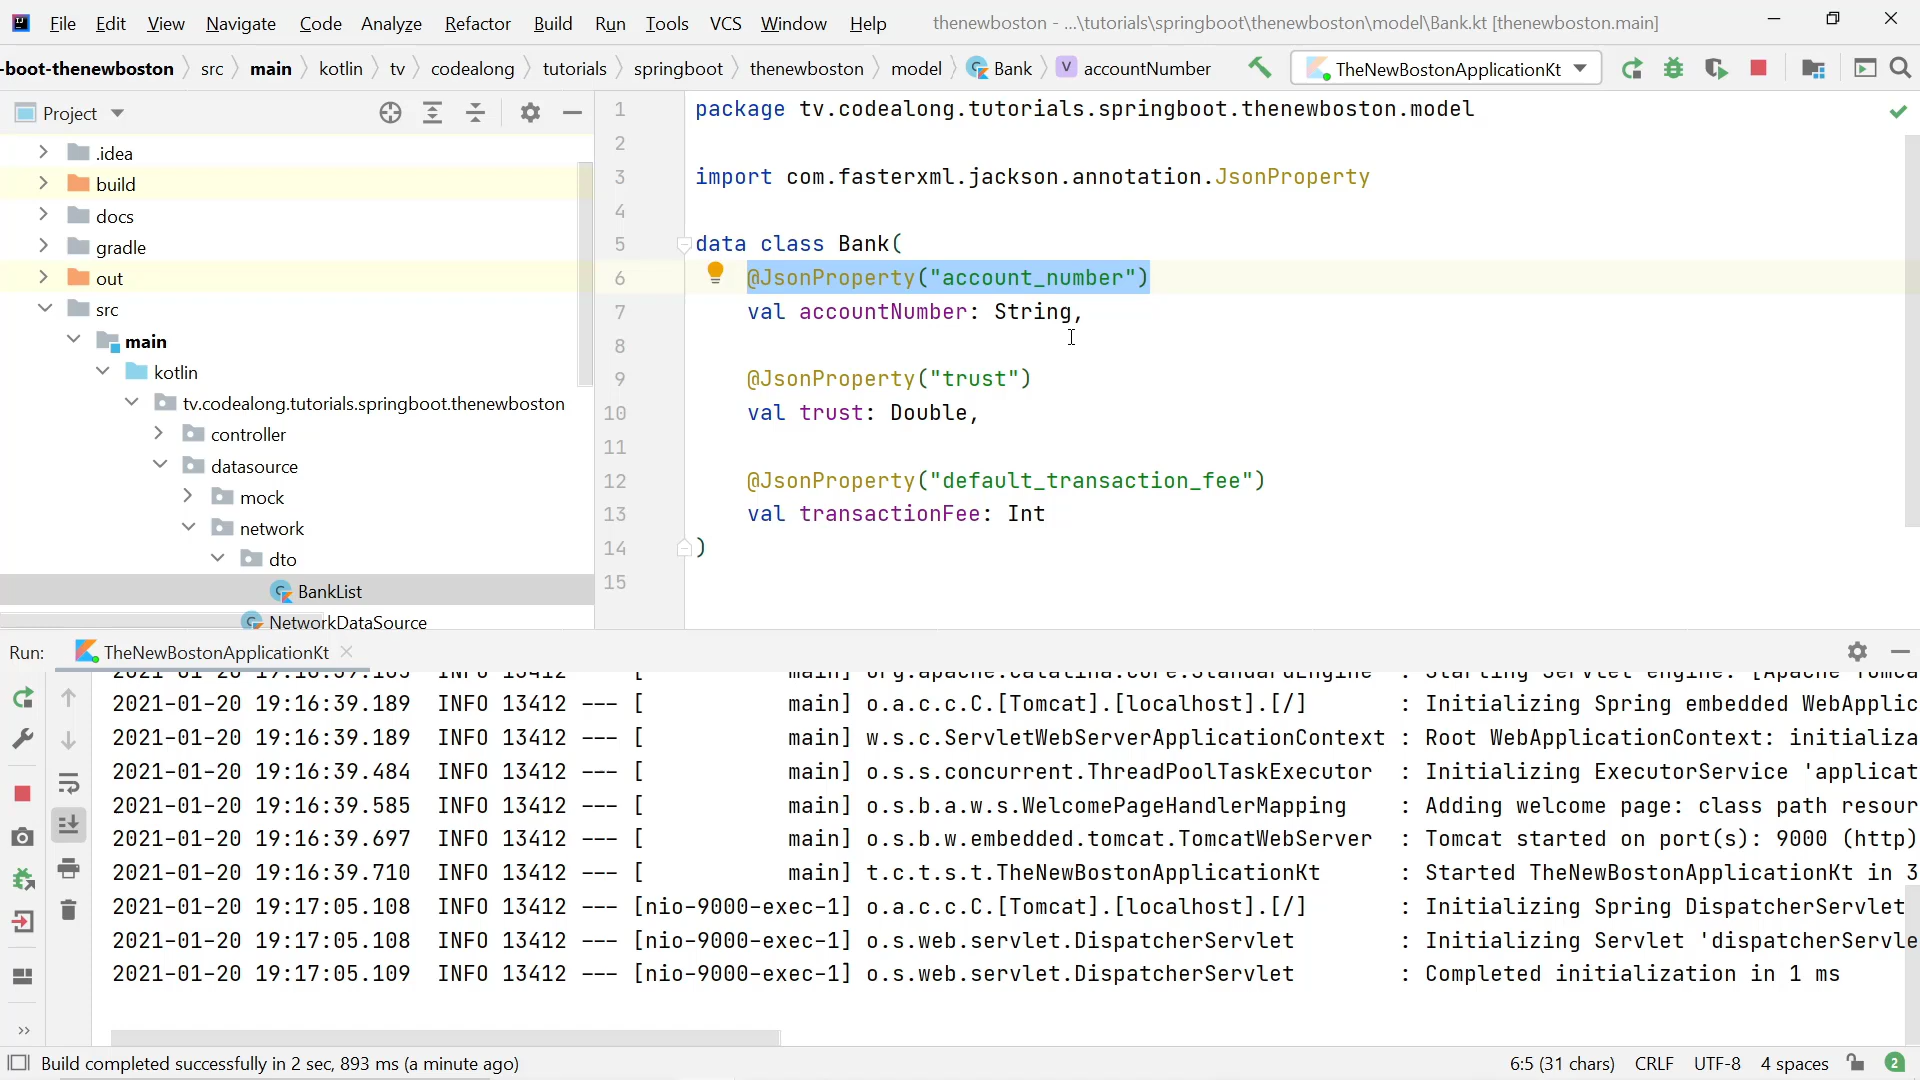 File Edit View Navigate Code Analyze Refactor Build Run Tools VCS Window Help thenewboston - ...\tutorials\springboot\thenewboston\model\Bank.kt [thenewboston.main]
-boot-thenewboston src main kotlin tv codealong tutorials springboot thenewboston model Bank V accountNumber TheNewBostonApplicationKt
Project
.idea
build
docs
gradle
out
src
main
kotlin
tv.codealong.tutorials.springboot.thenewboston
controller
datasource
mock
network
dto
BankList
NetworkDataSource
1 package tv.codealong.tutorials.springboot.thenewboston.model
2
3 import com.fasterxml.jackson.annotation.JsonProperty
4
5 data class Bank(
6 @JsonProperty("account_number")
7 val accountNumber: String,
8
9 @JsonProperty("trust")
10 val trust: Double,
11
12 @JsonProperty("default_transaction_fee")
13 val transactionFee: Int
14 )
15
Run: TheNewBostonApplicationKt
2021-01-20 19:16:39.189 INFO 13412 --- [ main] o.a.c.c.C.[Tomcat].[localhost].[/] : Initializing Spring embedded WebApplic
2021-01-20 19:16:39.189 INFO 13412 --- [ main] w.s.c.ServletWebServerApplicationContext : Root WebApplicationContext: initializa
2021-01-20 19:16:39.484 INFO 13412 --- [ main] o.s.s.concurrent.ThreadPoolTaskExecutor : Initializing ExecutorService 'applicat
2021-01-20 19:16:39.585 INFO 13412 --- [ main] o.s.b.a.w.s.WelcomePageHandlerMapping : Adding welcome page: class path resour
2021-01-20 19:16:39.697 INFO 13412 --- [ main] o.s.b.w.embedded.tomcat.TomcatWebServer : Tomcat started on port(s): 9000 (http)
2021-01-20 19:16:39.710 INFO 13412 --- [ main] t.c.t.s.t.TheNewBostonApplicationKt : Started TheNewBostonApplicationKt in 3
2021-01-20 19:17:05.108 INFO 13412 --- [nio-9000-exec-1] o.a.c.c.C.[Tomcat].[localhost].[/] : Initializing Spring DispatcherServlet
2021-01-20 19:17:05.108 INFO 13412 --- [nio-9000-exec-1] o.s.web.servlet.DispatcherServlet : Initializing Servlet 'dispatcherServle
2021-01-20 19:17:05.109 INFO 13412 --- [nio-9000-exec-1] o.s.web.servlet.DispatcherServlet : Completed initialization in 1 ms
Build completed successfully in 2 sec, 893 ms (a minute ago) 6:5 (31 chars) CRLF UTF-8 4 spaces 2